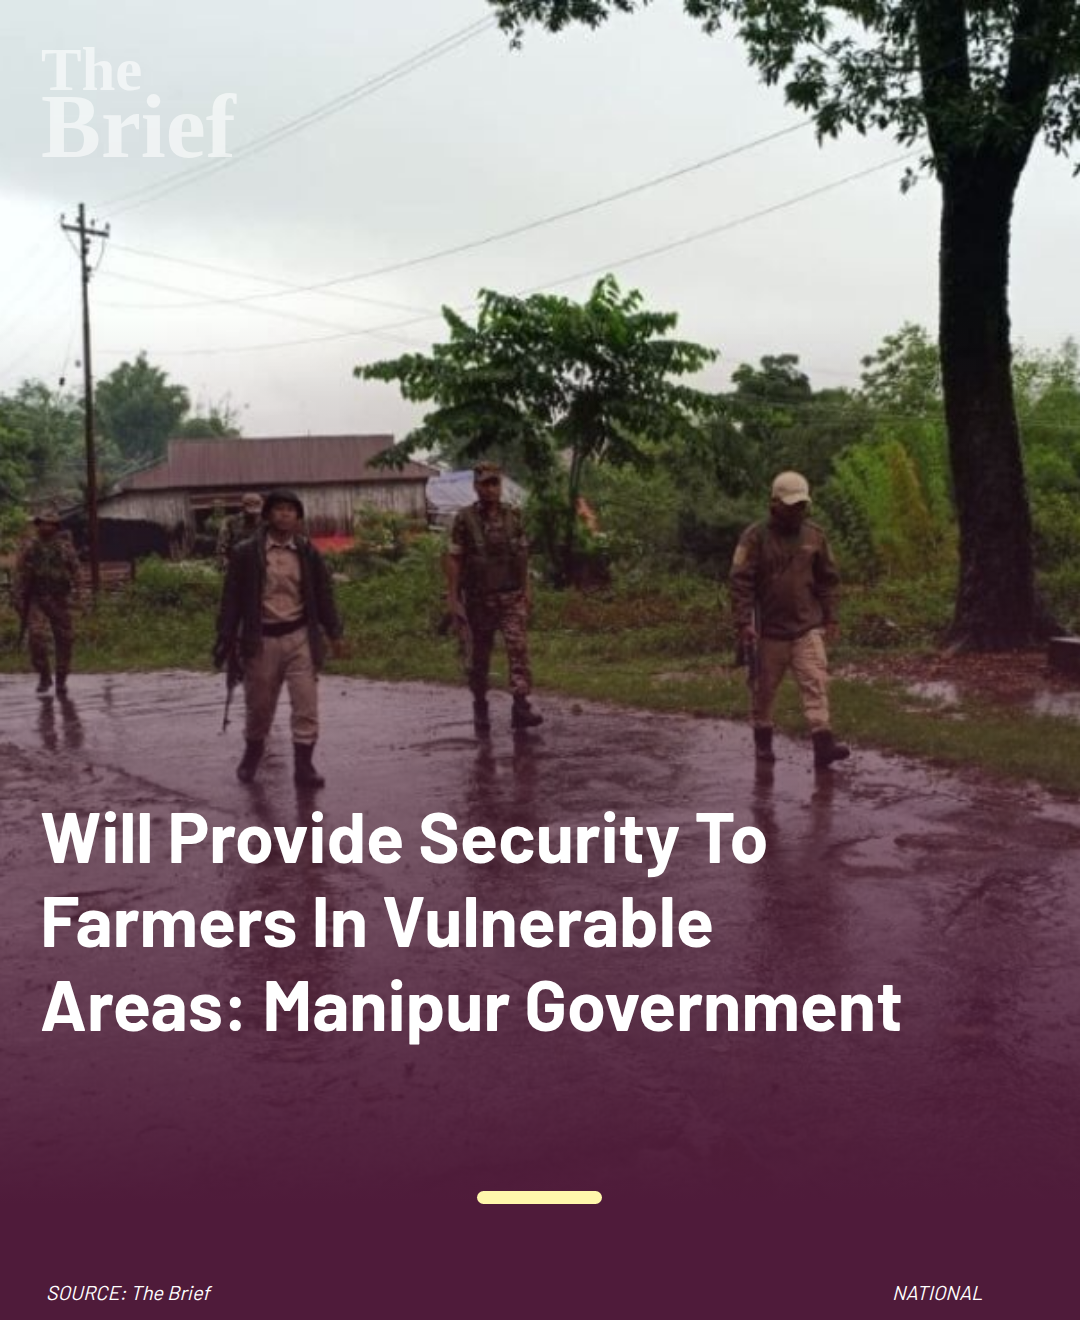 The
Brief
Will Provide Security To
Farmers In Vulnerable
Areas: Manipur Government
SOURCE: The Brief
NATIONAL